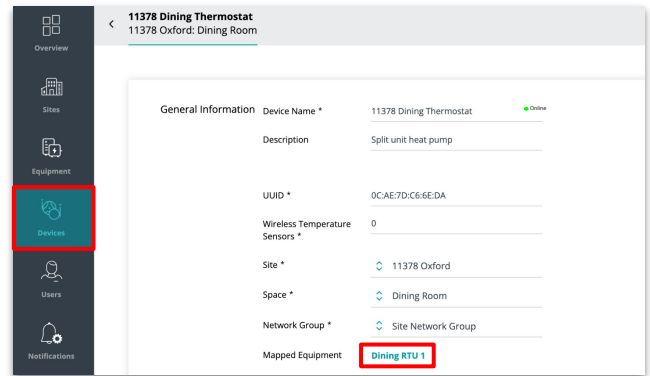 Overview
Sites
Equipment
Devices
Users
Notifications
< 11378 Dining Thermostat
11378 Oxford: Dining Room
General Information
Device Name * 11378 Dining Thermostat Online
Description Split unit heat pump
UUID * 0C:AE:7D:C6:6E:DA
Wireless Temperature 0
Sensors *
Site * 11378 Oxford
Space * Dining Room
Network Group * Site Network Group
Mapped Equipment Dining RTU 1